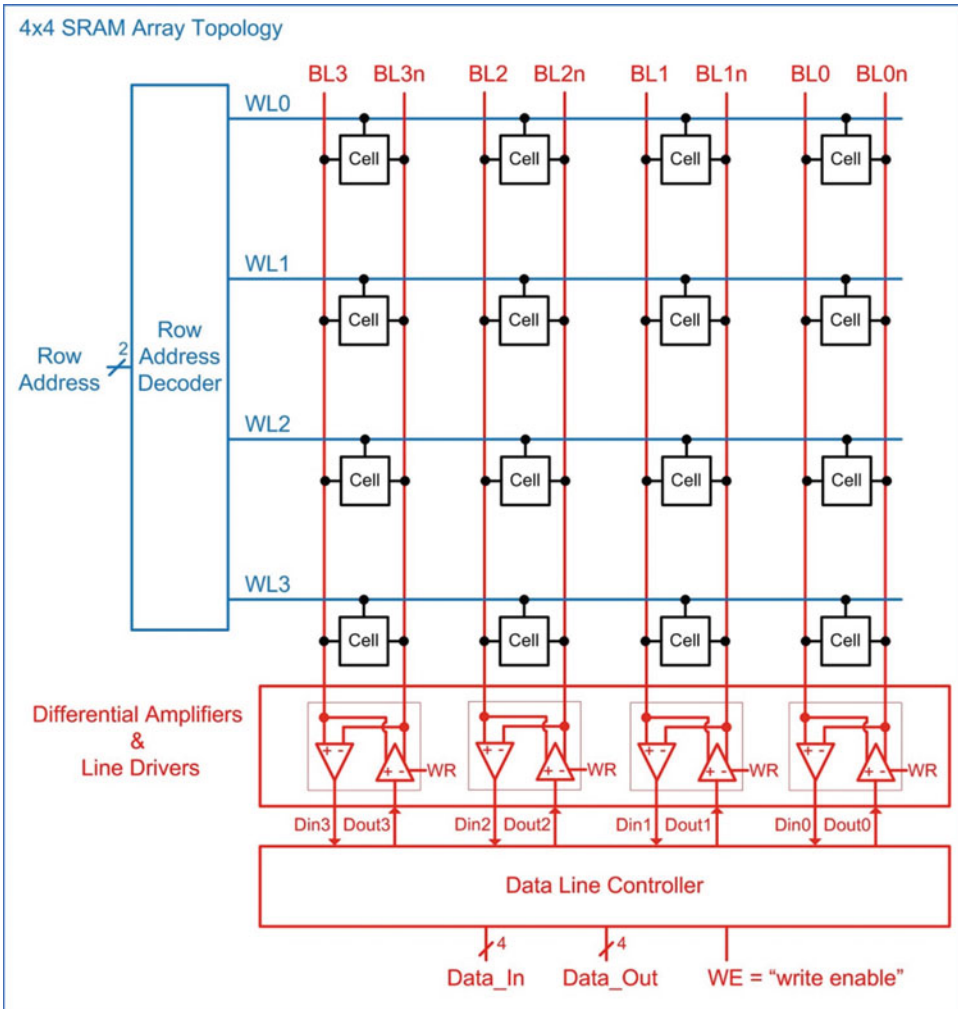 4x4 SRAM Array Topology
BL3 BL3n BL2 BL2n BL1 BL1n BL0 BL0n
WL0
Cell Cell Cell Cell
WL1
Cell Cell Cell Cell
Row
Address
2
Row
Address
Decoder
WL2
Cell Cell Cell Cell
WL3
Cell Cell Cell Cell
Differential Amplifiers
&
Line Drivers
+ - + - WR + - + - WR + - + - WR + - + - WR
Din3 Dout3 Din2 Dout2 Din1 Dout1 Din0 Dout0
Data Line Controller
4 4
Data_In Data_Out WE = “write enable”